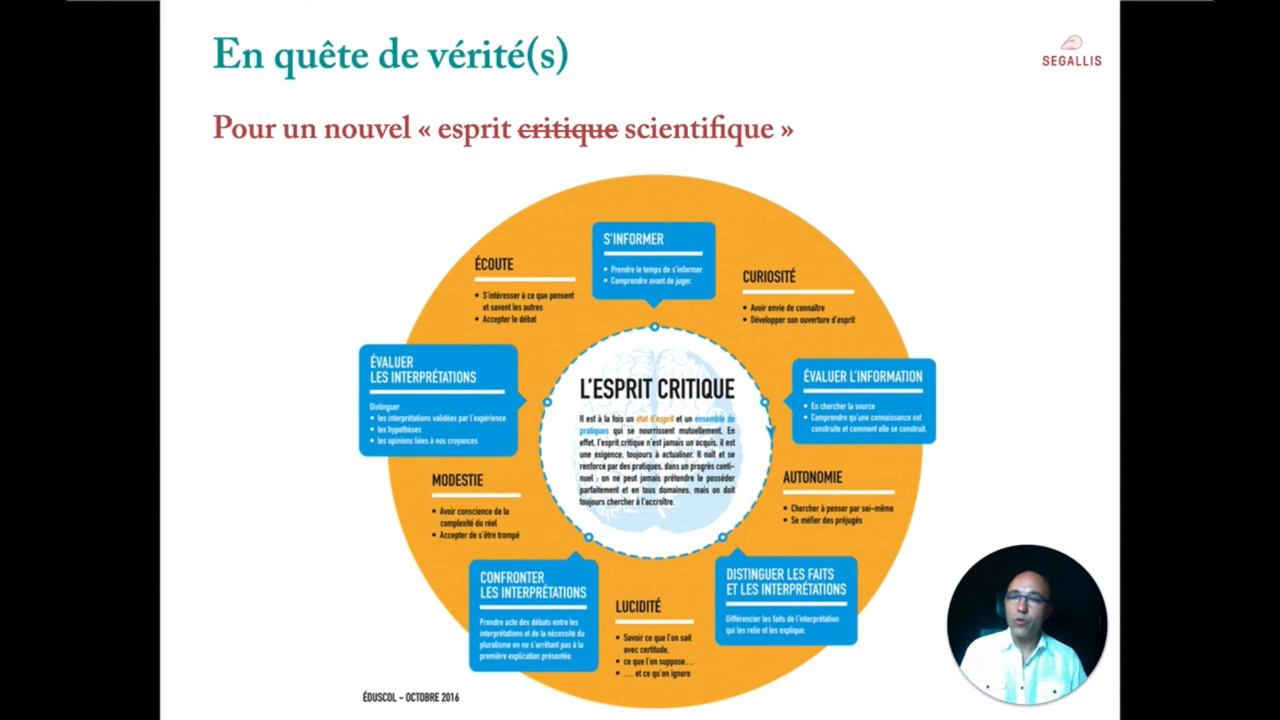 En quête de vérité(s)
SEGALLIS
Pour un nouvel « esprit critique scientifique »
S'INFORMER
• Prendre le temps de s'informer
• Comprendre avant de juger.
CURIOSITÉ
• Avoir envie de connaître
• Développer son ouverture d'esprit
ÉVALUER L'INFORMATION
• En chercher la source
• Comprendre qu'une connaissance est
construite et comment elle se construit.
AUTONOMIE
• Chercher à penser par soi-même
• Se méfier des préjugés
DISTINGUER LES FAITS
ET LES INTERPRÉTATIONS
Différencier les faits de l'interprétation
qui les relie et les explique.
LUCIDITÉ
• Savoir ce que l'on sait
avec certitude,
• ce que l'on suppose…
• … et ce qu'on ignore
CONFRONTER
LES INTERPRÉTATIONS
Prendre acte des débats entre les
interprétations et de la nécessité du
pluralisme en ne s'arrêtant pas à la
première explication présentée.
MODESTIE
• Avoir conscience de la
complexité du réel
• Accepter de s'être trompé
ÉVALUER
LES INTERPRÉTATIONS
Distinguer
• les interprétations validées par l'expérience
• les hypothèses
• les opinions liées à nos croyances
ÉCOUTE
• S'intéresser à ce que pensent
et savent les autres
• Accepter le débat
L'ESPRIT CRITIQUE
Il est à la fois un état d'esprit et un ensemble de
pratiques qui se nourrissent mutuellement. En
effet, l'esprit critique n'est jamais un acquis, il est
une exigence, toujours à actualiser. Il naît et se
renforce par des pratiques, dans un progrès conti-
nuel : on ne peut jamais prétendre le posséder
parfaitement et en tous domaines, mais on doit
toujours chercher à l'accroître.
ÉDUSCOL – OCTOBRE 2016